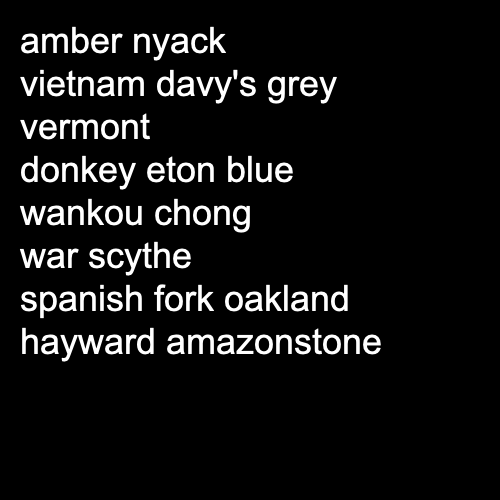 amber nyack
vietnam davy's grey
vermont
donkey eton blue
wankou chong
war scythe
spanish fork oakland
hayward amazonstone